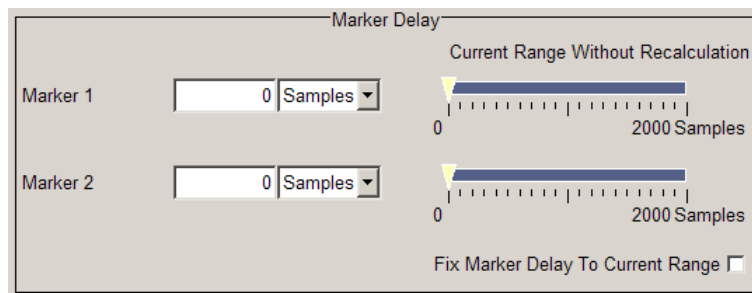 Marker Delay
Current Range Without Recalculation
Marker 1 0 Samples
0 2000 Samples
Marker 2 0 Samples
0 2000 Samples
Fix Marker Delay To Current Range